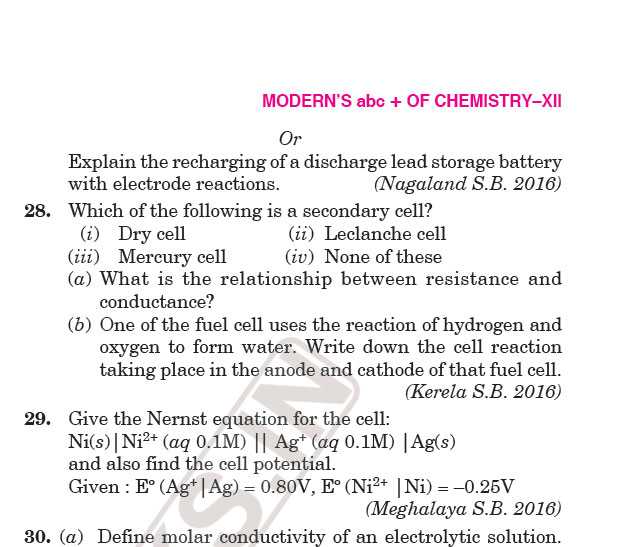 MODERN'S abc + OF CHEMISTRY–XII
Or
Explain the recharging of a discharge lead storage battery
with electrode reactions. (Nagaland S.B. 2016)
28. Which of the following is a secondary cell?
(i) Dry cell (ii) Leclanche cell
(iii) Mercury cell (iv) None of these
(a) What is the relationship between resistance and
conductance?
(b) One of the fuel cell uses the reaction of hydrogen and
oxygen to form water. Write down the cell reaction
taking place in the anode and cathode of that fuel cell.
(Kerela S.B. 2016)
29. Give the Nernst equation for the cell:
Ni(s)|Ni²⁺ (aq 0.1M) || Ag⁺ (aq 0.1M) |Ag(s)
and also find the cell potential.
Given : E° (Ag⁺|Ag) = 0.80V, E° (Ni²⁺ |Ni) = –0.25V
(Meghalaya S.B. 2016)
30. (a) Define molar conductivity of an electrolytic solution.